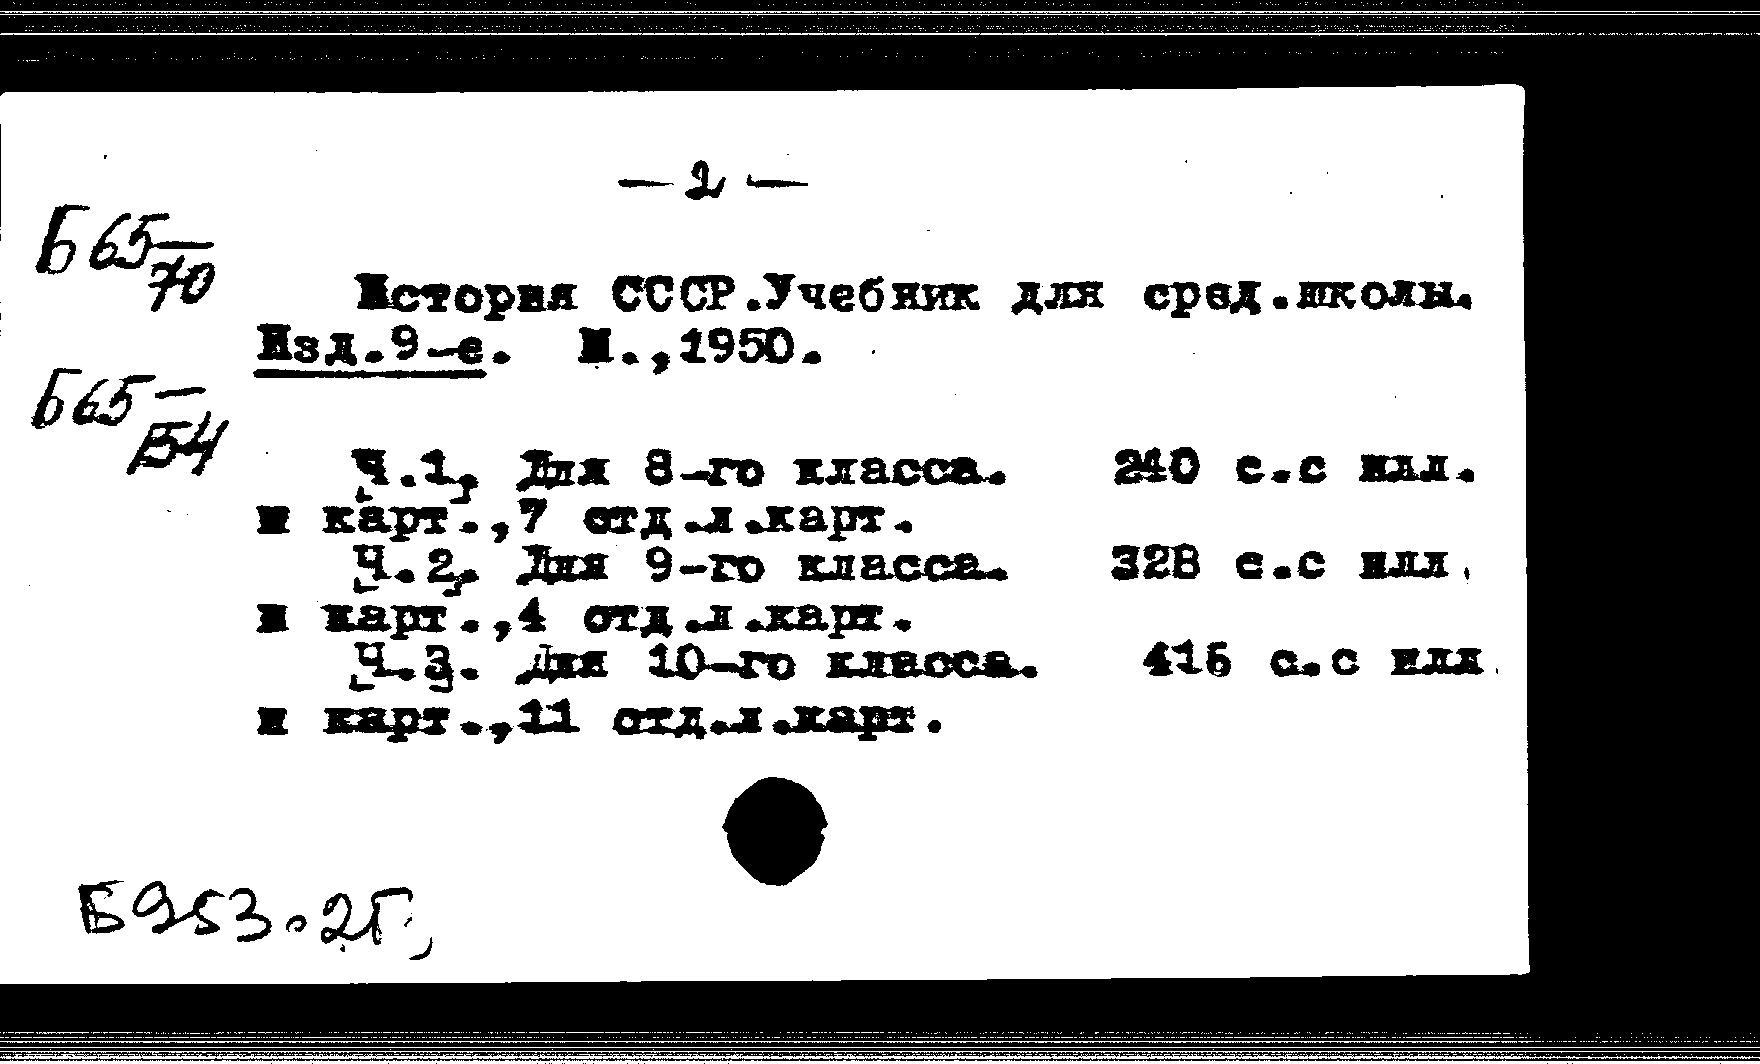 — 2 —
Б 65—
70
История СССР.Учебник для сред.школы.
Изд.9-е. М.,1950.
Б65—
54
Ч.1. Для 8-го класса. 240 с.с илл.
и карт.,7 отд.л.карт.
Ч.2. Для 9-го класса. 328 с.с илл.
и карт.,4 отд.л.карт.
Ч.3. Для 10-го класса. 416 с.с илл.
и карт.,11 отд.л.карт.
Б953.2Г,